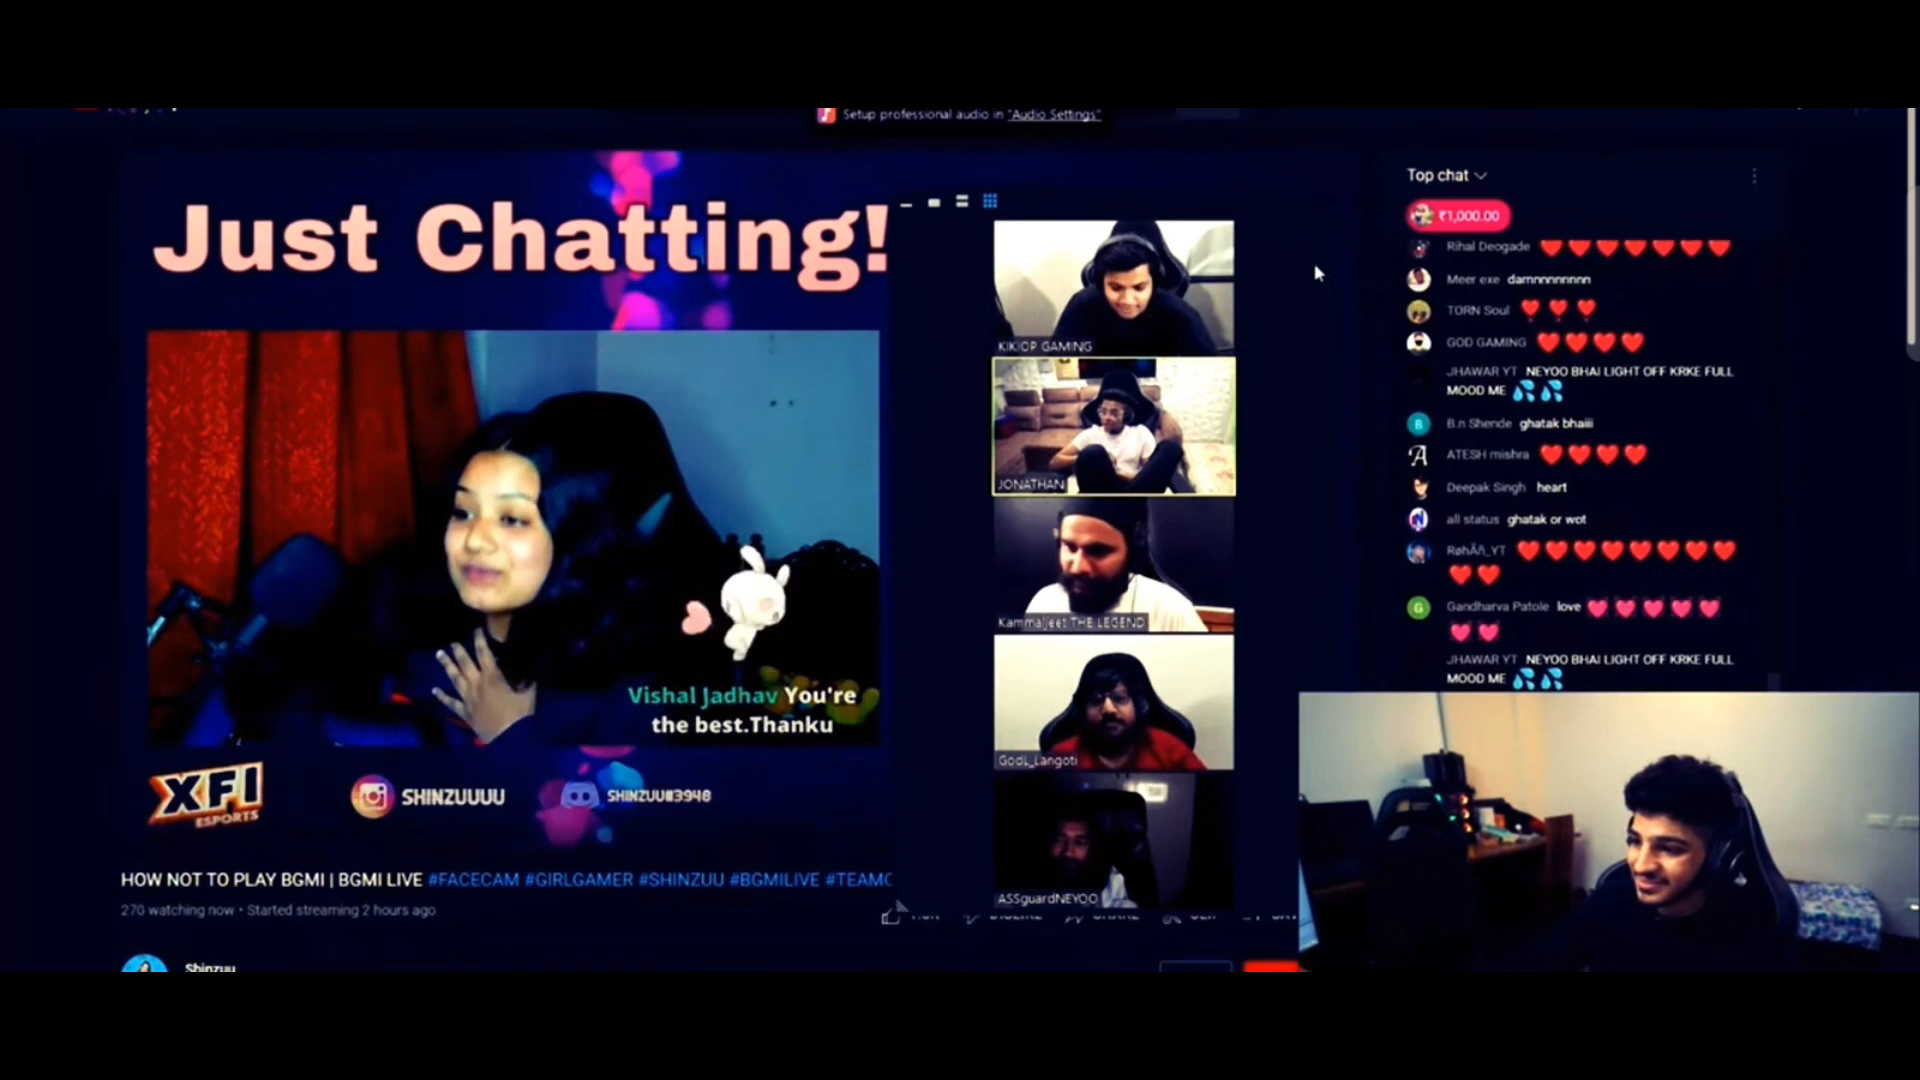 Setup professional audio in "Audio Settings"
Just Chatting!
Vishal Jadhav You're
the best.Thanku
XFI
ESPORTS
SHINZUUUU
SHINZUU#3948
HOW NOT TO PLAY BGMI | BGMI LIVE #FACECAM #GIRLGAMER #SHINZUU #BGMILIVE #TEAMC
270 watching now • Started streaming 2 hours ago
Shinzuu
KIKIOP GAMING
JONATHAN
Kammaljeet THE LEGEND
GodL_Langoti
ASSguardNEYOO
DISLIKE SHARE CLIP
Top chat
₹1,000.00
Rihal Deogade ❤️❤️❤️❤️❤️❤️❤️
Meer exe damnnnnnnnn
TORN Soul ❣️❣️❣️
GOD GAMING ❤️❤️❤️❤️
JHAWAR YT NEYOO BHAI LIGHT OFF KRKE FULL
MOOD ME 💦💦
B
B.n Shende ghatak bhaiii
A
ATESH mishra ❤️❤️❤️❤️
Deepak Singh heart
all status ghatak or wot
RøhÃñ_YT ❤️❤️❤️❤️❤️❤️❤️❤️
❤️❤️
G
Gandharva Patole love 💓💓💓💓💓
💓💓
JHAWAR YT NEYOO BHAI LIGHT OFF KRKE FULL
MOOD ME 💦💦